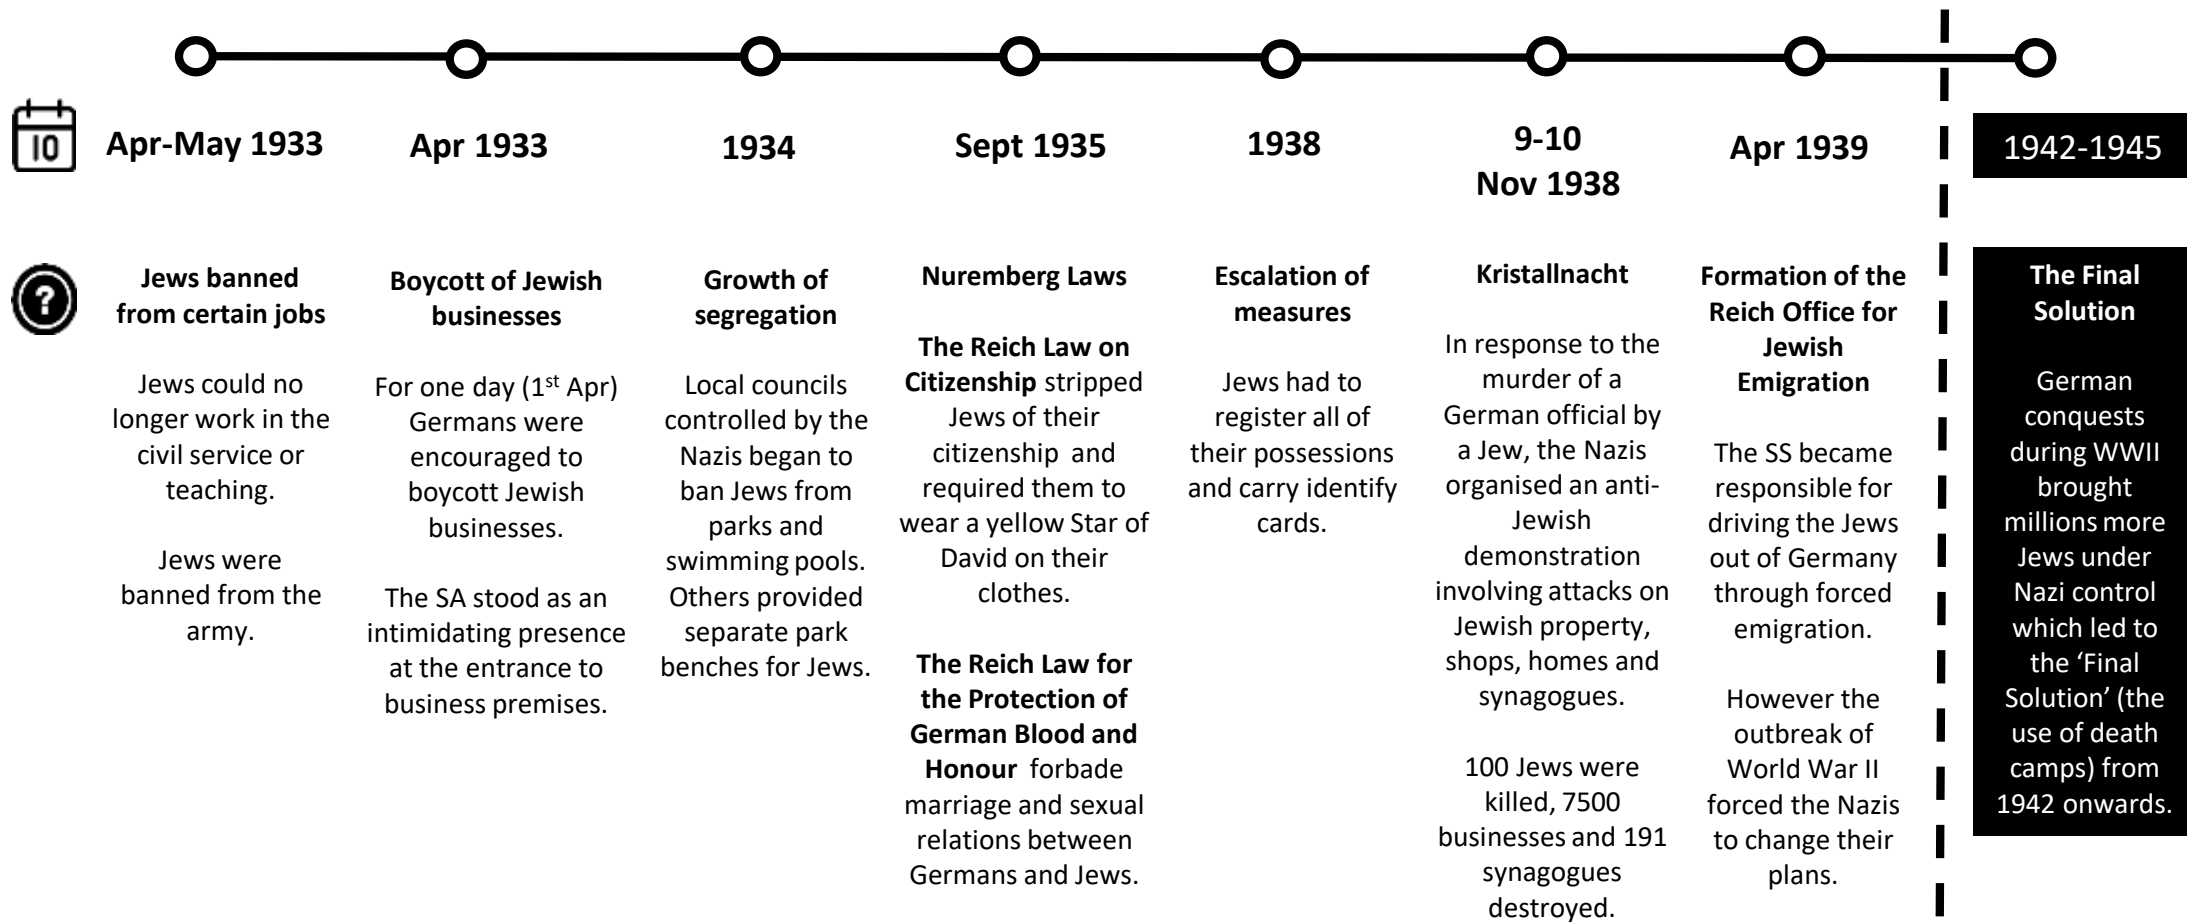 10
Apr-May 1933
Apr 1933
1934
Sept 1935
1938
9-10
Nov 1938
Apr 1939
1942-1945
?
Jews banned
from certain jobs
Jews could no
longer work in the
civil service or
teaching.
Jews were
banned from the
army.
Boycott of Jewish
businesses
For one day (1st Apr)
Germans were
encouraged to
boycott Jewish
businesses.
The SA stood as an
intimidating presence
at the entrance to
business premises.
Growth of
segregation
Local councils
controlled by the
Nazis began to
ban Jews from
parks and
swimming pools.
Others provided
separate park
benches for Jews.
Nuremberg Laws
The Reich Law on
Citizenship stripped
Jews of their
citizenship and
required them to
wear a yellow Star of
David on their
clothes.
The Reich Law for
the Protection of
German Blood and
Honour forbade
marriage and sexual
relations between
Germans and Jews.
Escalation of
measures
Jews had to
register all of
their possessions
and carry identify
cards.
Kristallnacht
In response to the
murder of a
German official by
a Jew, the Nazis
organised an anti-
Jewish
demonstration
involving attacks on
Jewish property,
shops, homes and
synagogues.
100 Jews were
killed, 7500
businesses and 191
synagogues
destroyed.
Formation of the
Reich Office for
Jewish
Emigration
The SS became
responsible for
driving the Jews
out of Germany
through forced
emigration.
However the
outbreak of
World War II
forced the Nazis
to change their
plans.
The Final
Solution
German
conquests
during WWII
brought
millions more
Jews under
Nazi control
which led to
the ‘Final
Solution’ (the
use of death
camps) from
1942 onwards.